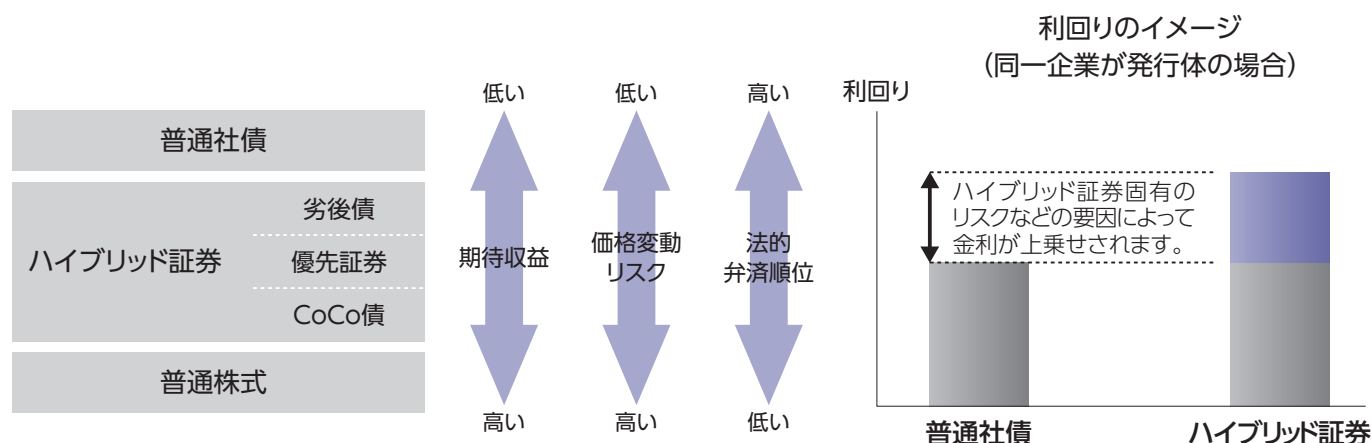 普通社債
ハイブリッド証券
劣後債
優先証券
CoCo債
普通株式
低い
期待収益
高い
低い
価格変動
リスク
高い
高い
法的
弁済順位
低い
利回りのイメージ
（同一企業が発行体の場合）
利回り
ハイブリッド証券固有の
リスクなどの要因によって
金利が上乗せされます。
普通社債
ハイブリッド証券